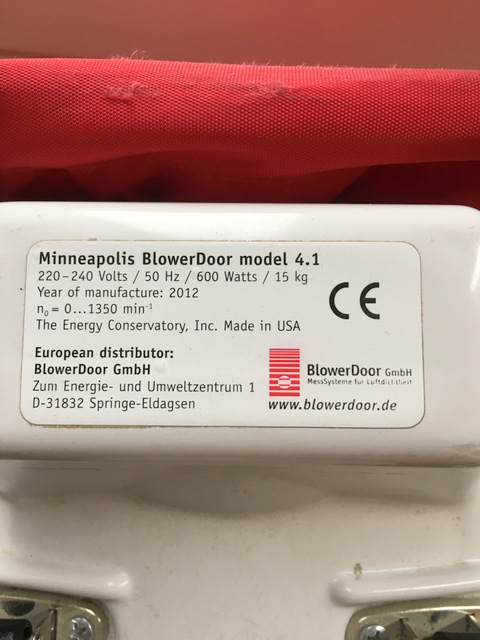 Minneapolis BlowerDoor model 4.1
220–240 Volts / 50 Hz / 600 Watts / 15 kg
Year of manufacture: 2012
n₀ = 0...1350 min⁻¹
The Energy Conservatory, Inc. Made in USA
CE
European distributor:
BlowerDoor GmbH
Zum Energie- und Umweltzentrum 1
D-31832 Springe-Eldagsen
BlowerDoor GmbH
MessSysteme für Luftdichtheit
www.blowerdoor.de